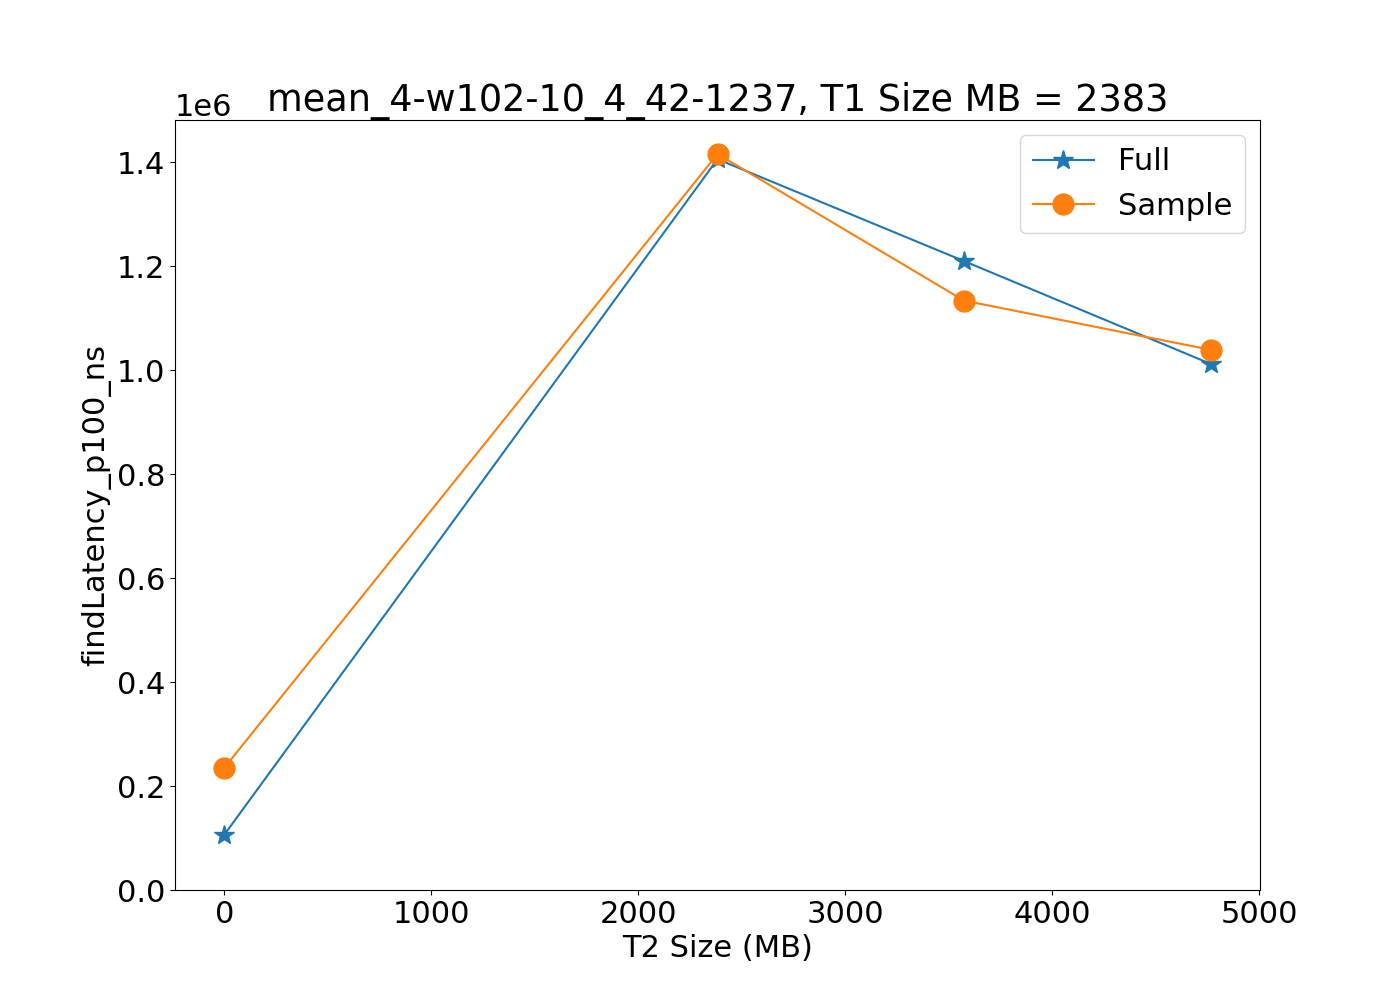 mean_4-w102-10_4_42-1237, T1 Size MB = 2383
1e6
Full
Sample
1.4
1.2
1.0
0.8
0.6
0.4
0.2
0.0
findLatency_p100_ns
0 1000 2000 3000 4000 5000
T2 Size (MB)